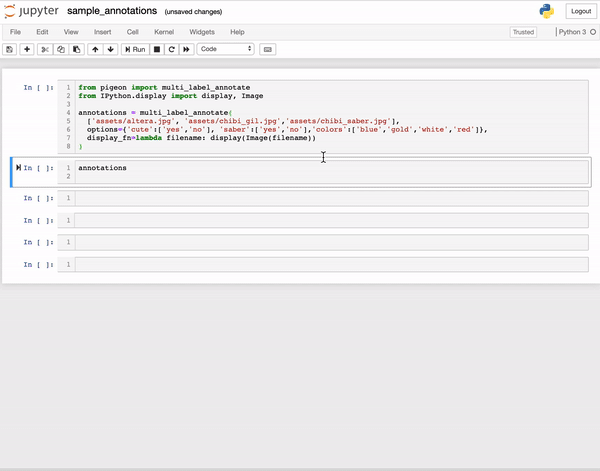 jupyter sample_annotations (unsaved changes) Logout
File Edit View Insert Cell Kernel Widgets Help Trusted Python 3
Run Code
In [ ]: 1 from pigeon import multi_label_annotate
2 from IPython.display import display, Image
3
4 annotations = multi_label_annotate(
5 ['assets/altera.jpg', 'assets/chibi_gil.jpg','assets/chibi_saber.jpg'],
6 options={'cute':['yes','no'], 'saber':['yes','no'],'colors':['blue','gold','white','red']},
7 display_fn=lambda filename: display(Image(filename))
8 )
In [ ]: 1 annotations
2
In [ ]: 1
In [ ]: 1
In [ ]: 1
In [ ]: 1